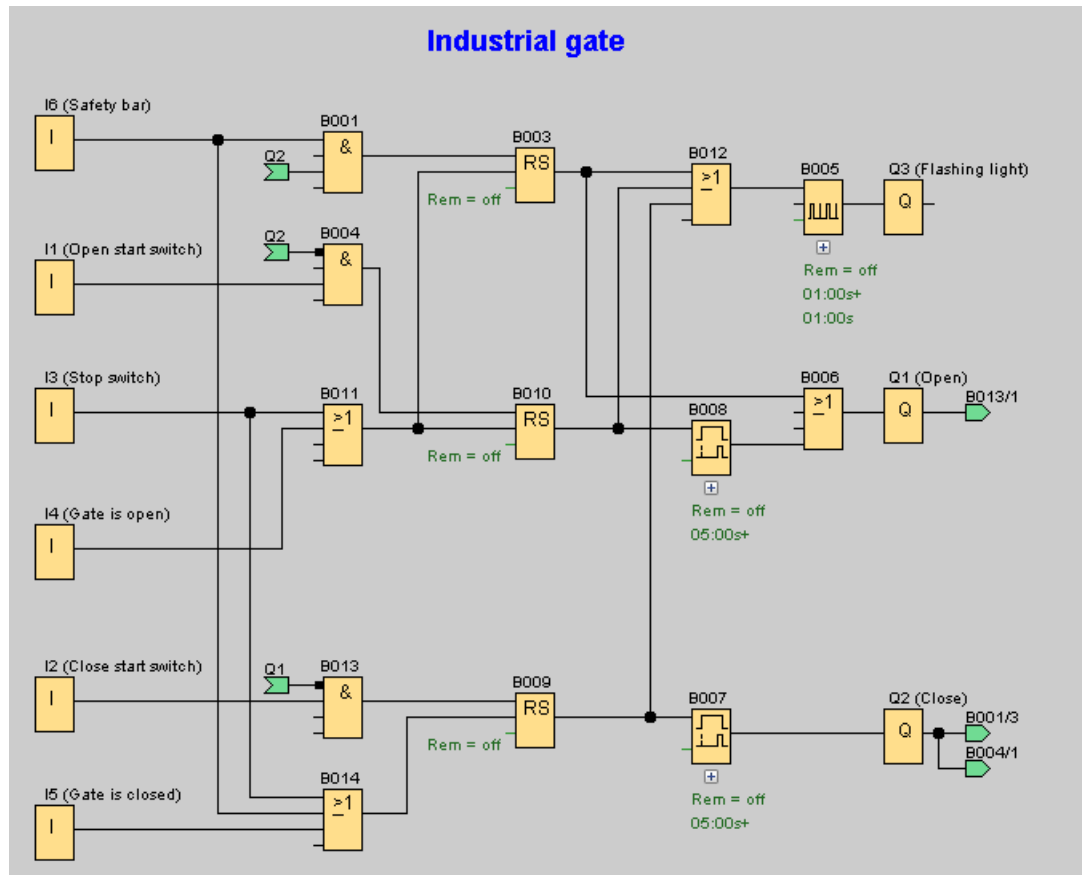 Industrial gate
I6 (Safety bar)
I
B001
&
Q2
B003
RS
Rem = off
B012
>1
B005
Rem = off
01:00s+
01:00s
Q3 (Flashing light)
Q
I1 (Open start switch)
I
Q2
B004
&
I3 (Stop switch)
I
B011
>1
B010
RS
Rem = off
B008
Rem = off
05:00s+
B006
>1
Q1 (Open)
Q
B013/1
I4 (Gate is open)
I
I2 (Close start switch)
I
Q1
B013
&
B009
RS
Rem = off
B007
Rem = off
05:00s+
Q2 (Close)
Q
B001/3
B004/1
I5 (Gate is closed)
I
B014
>1